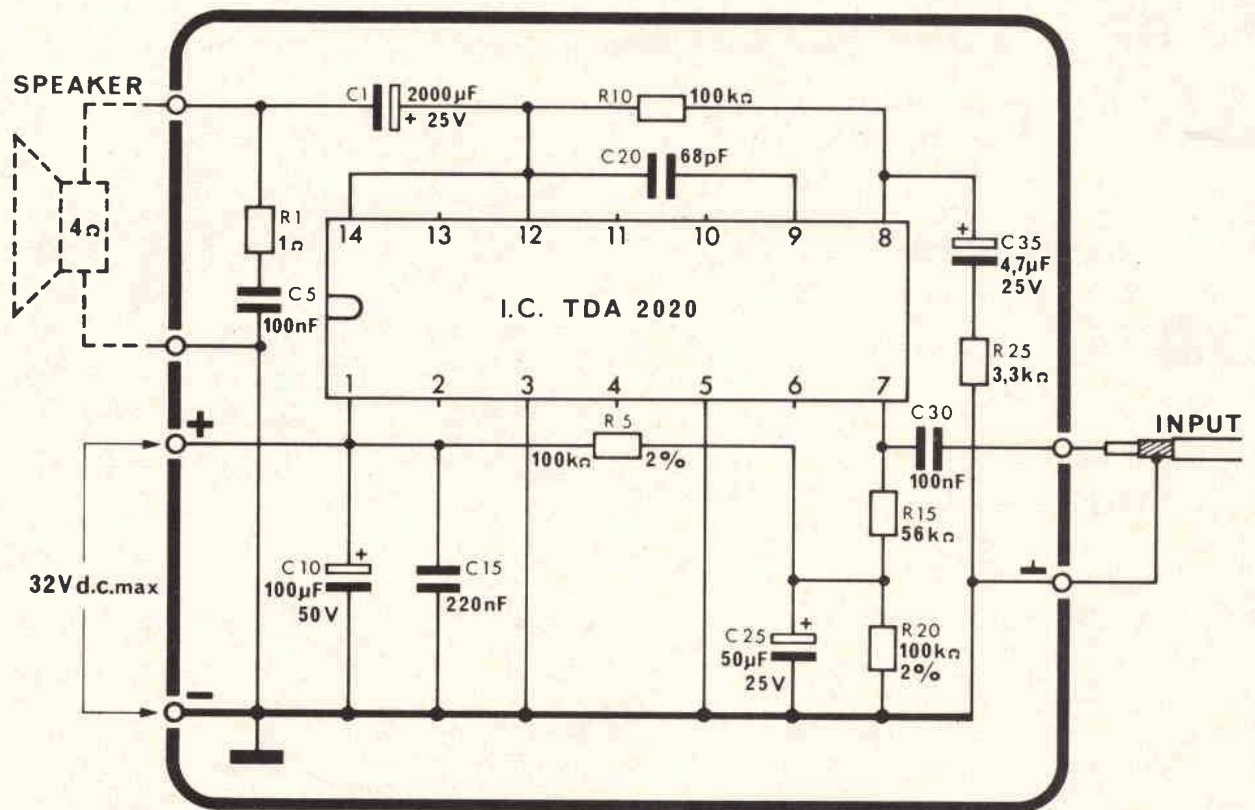 SPEAKER
C1
2000µF
+ 25V
R10
100kΩ
C20
68pF
4Ω
R1
1Ω
C5
100nF
14 13 12 11 10 9 8
I.C. TDA 2020
1 2 3 4 5 6 7
+
C35
4,7µF
25V
R25
3,3kΩ
+
R5
100kΩ 2%
C30
100nF
INPUT
R15
56kΩ
32V d.c.max
+
C10
100µF
50V
C15
220nF
+
C25
50µF
25V
R20
100kΩ
2%
-